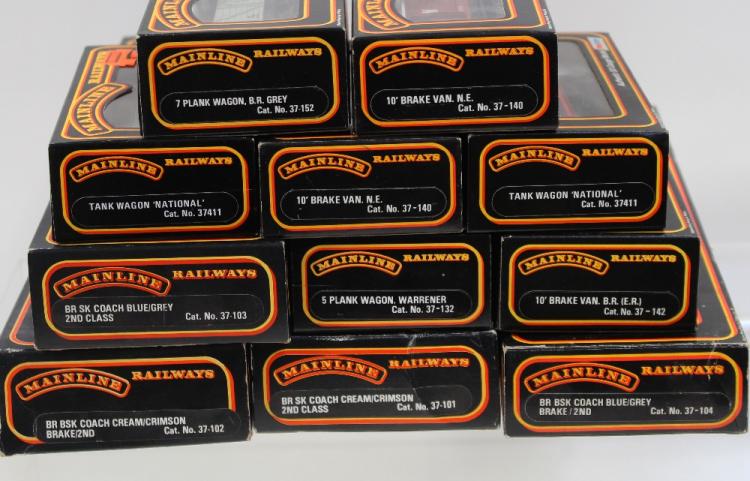 MAINLINE RAILWAYS
7 PLANK WAGON, B.R. GREY
Cat. No. 37-152
MAINLINE RAILWAYS
10' BRAKE VAN. N.E.
Cat. No. 37-140
MAINLINE RAILWAYS
MAINLINE RAILWAYS
TANK WAGON 'NATIONAL'
Cat. No. 37411
MAINLINE RAILWAYS
10' BRAKE VAN. N.E.
Cat. No. 37-140
MAINLINE RAILWAYS
TANK WAGON 'NATIONAL'
Cat. No. 37411
MAINLINE RAILWAYS
BR SK COACH BLUE/GREY
2ND CLASS Cat. No. 37-103
MAINLINE RAILWAYS
5 PLANK WAGON. WARRENER
Cat. No. 37-132
MAINLINE RAILWAYS
10' BRAKE VAN. B.R. (E.R.)
Cat. No. 37-142
MAINLINE RAILWAYS
BR BSK COACH CREAM/CRIMSON
BRAKE/2ND Cat. No. 37-102
MAINLINE RAILWAYS
BR SK COACH CREAM/CRIMSON
2ND CLASS Cat. No. 37-101
MAINLINE RAILWAYS
BR BSK COACH BLUE/GREY
BRAKE/2ND Cat. No. 37-104